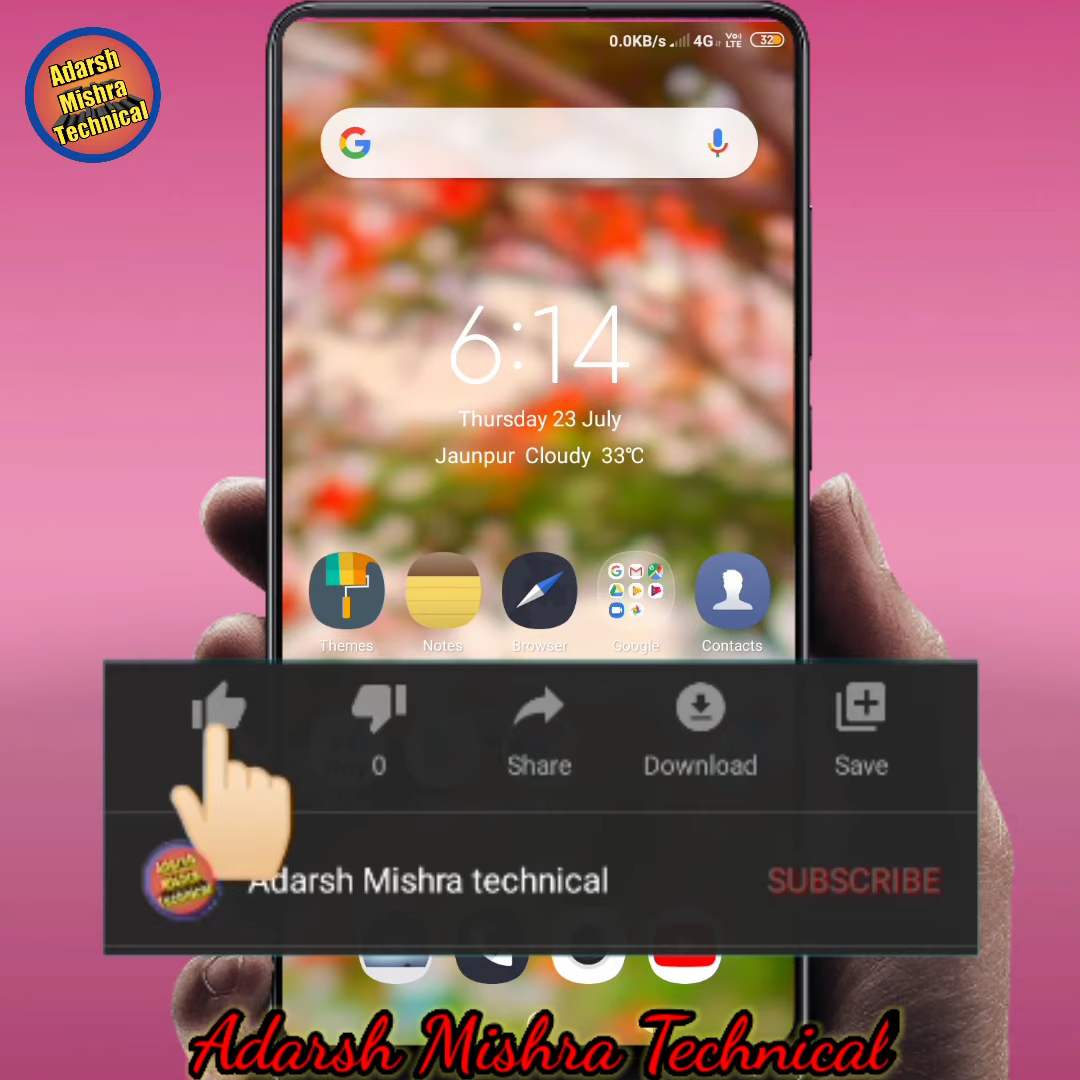 Adarsh
Mishra
Technical
0.0KB/s 4G Vo) LTE 32
6:14
Thursday 23 July
Jaunpur Cloudy 33℃
Themes Notes Browser Google Contacts
0 Share Download Save
Adarsh Mishra technical SUBSCRIBE
Adarsh Mishra Technical